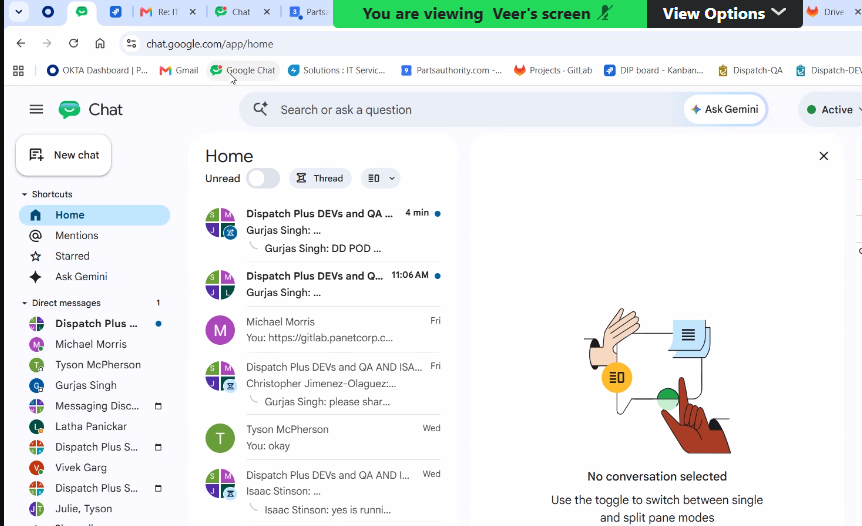 You are viewing Veer's screen
View Options
Re: IT
Chat
Parts
Drive
chat.google.com/app/home
OKTA Dashboard | P...
Gmail
Google Chat
Solutions : IT Servic...
Partsauthority.com -...
Projects - GitLab
DIP board - Kanban...
Dispatch-QA
Dispatch-DEV
Chat
Search or ask a question
Ask Gemini
Active
New chat
Shortcuts
Home
Mentions
Starred
Ask Gemini
Direct messages 1
Dispatch Plus ...
Michael Morris
Tyson McPherson
Gurjas Singh
Messaging Disc...
Latha Panickar
Dispatch Plus S...
Vivek Garg
Dispatch Plus S...
Julie, Tyson
Home
Unread
Thread
Dispatch Plus DEVs and QA ... 4 min
Gurjas Singh: ...
Gurjas Singh: DD POD ...
Dispatch Plus DEVs and Q... 11:06 AM
Gurjas Singh: ...
Michael Morris Fri
You: https://gitlab.panetcorp.c...
Dispatch Plus DEVs and QA AND ISA... Fri
Christopher Jimenez-Olaguez:...
Gurjas Singh: please shar...
Tyson McPherson Wed
You: okay
Dispatch Plus DEVs and QA AND I... Wed
Isaac Stinson: ...
Isaac Stinson: yes is runni...
No conversation selected
Use the toggle to switch between single
and split pane modes